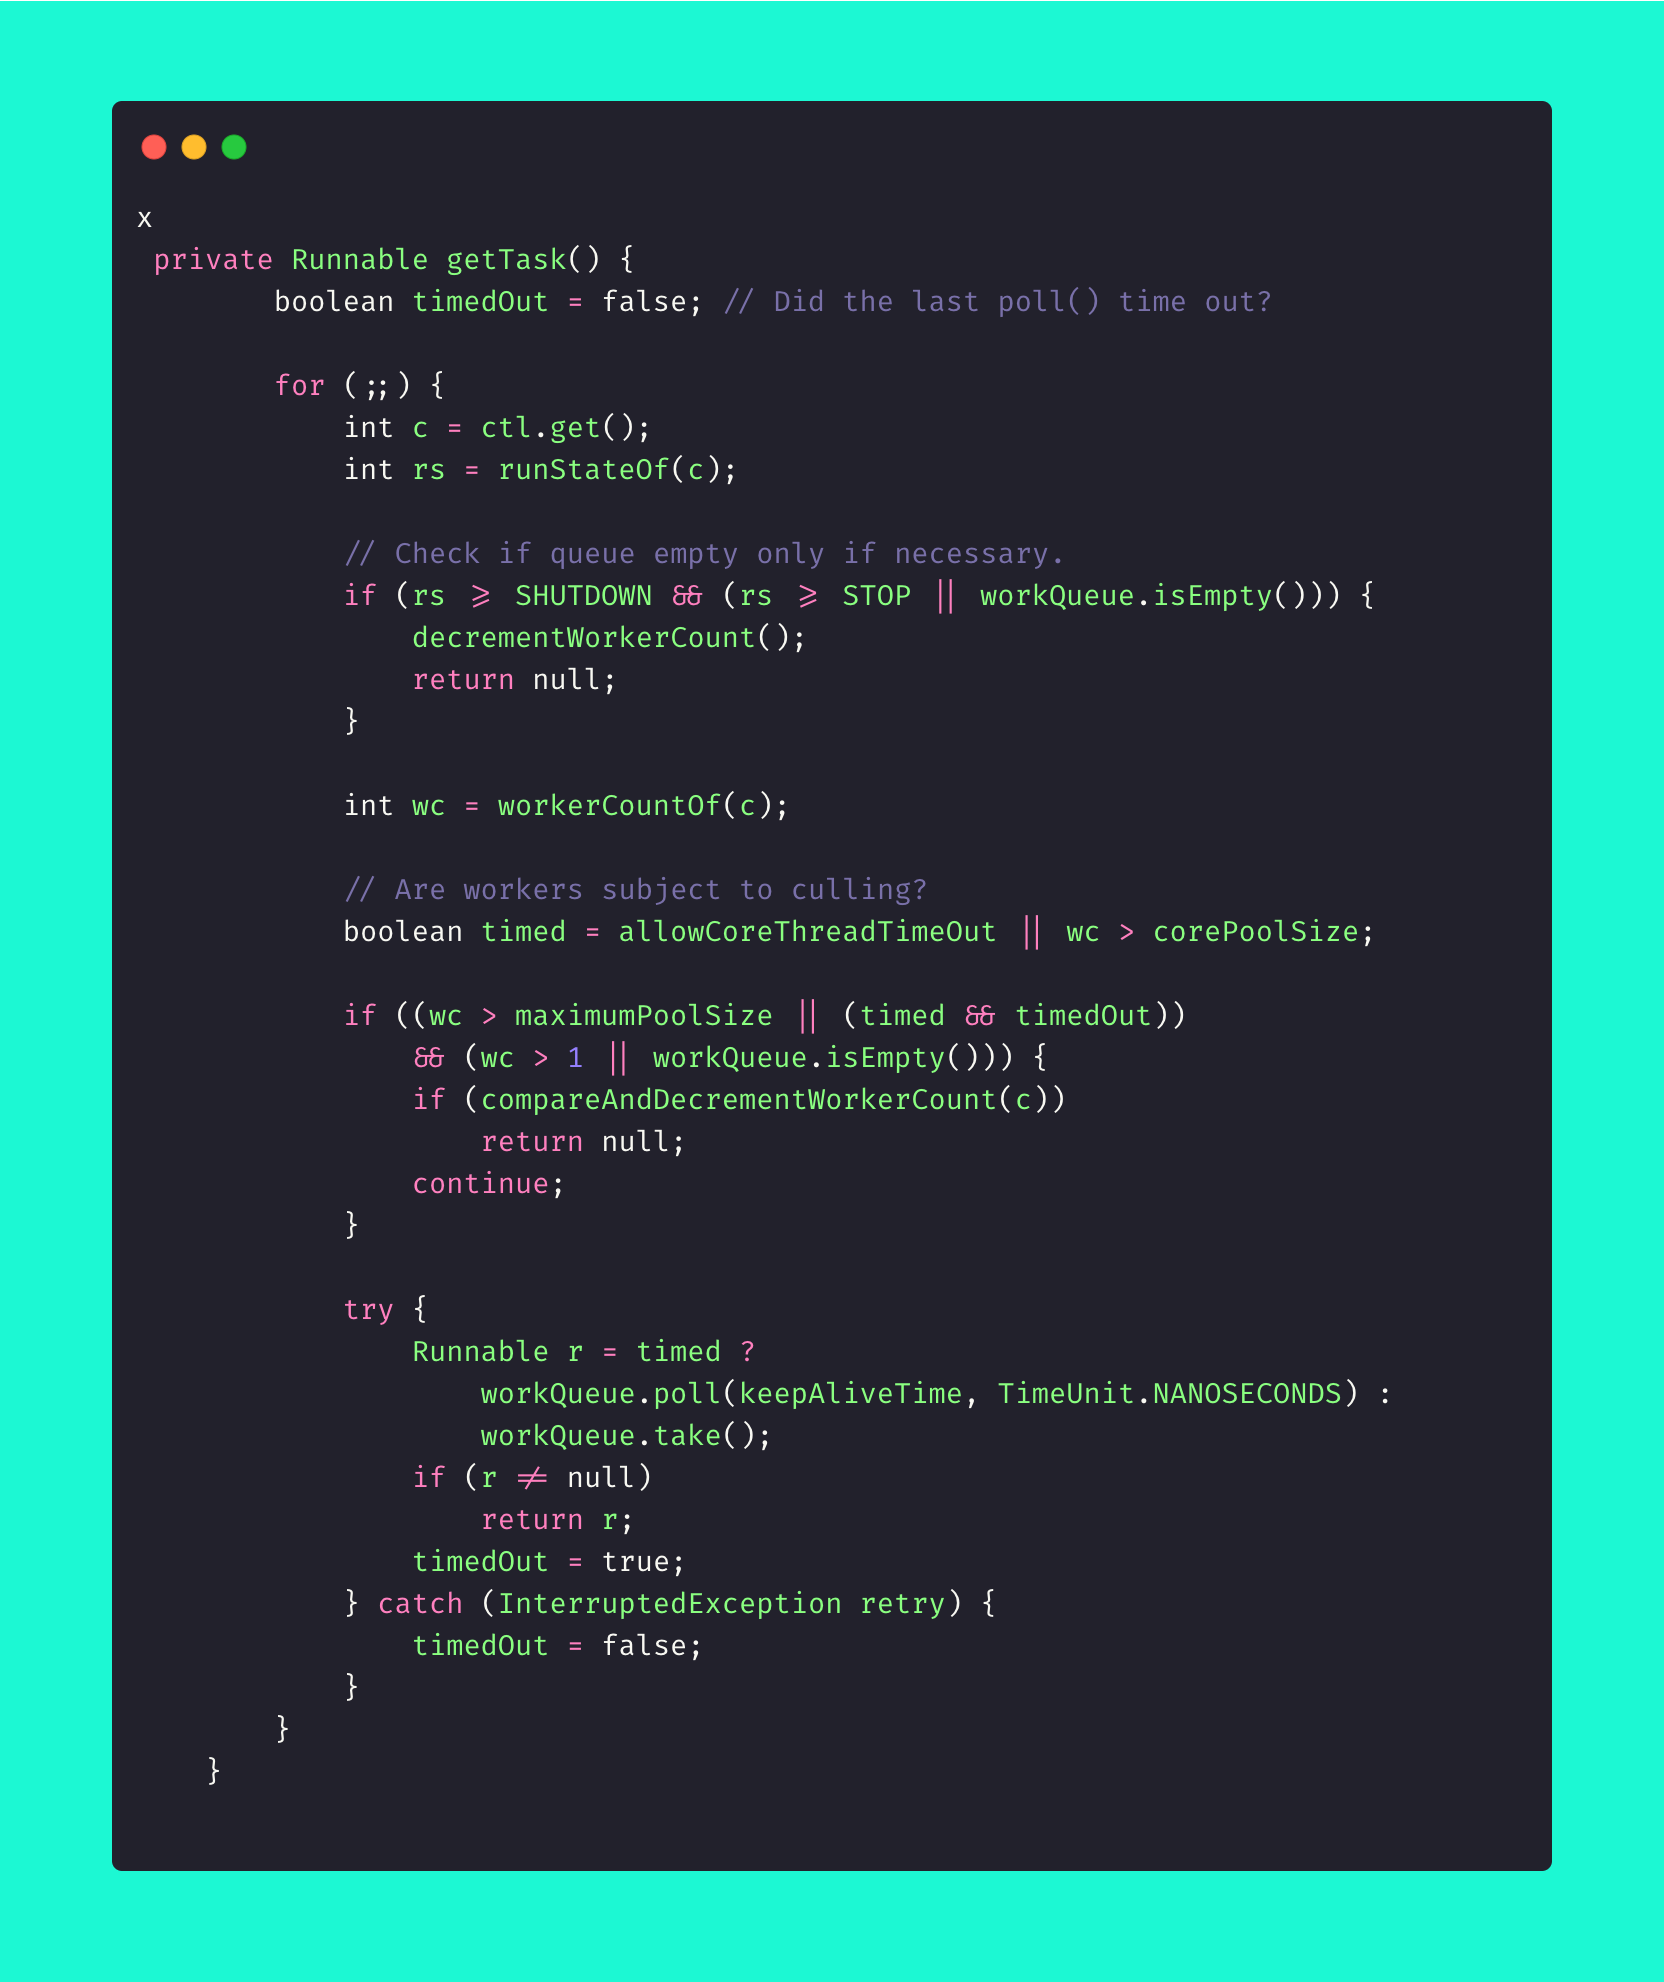 x
private Runnable getTask() {
boolean timedOut = false; // Did the last poll() time out?
for (;;) {
int c = ctl.get();
int rs = runStateOf(c);
// Check if queue empty only if necessary.
if (rs >= SHUTDOWN && (rs >= STOP || workQueue.isEmpty())) {
decrementWorkerCount();
return null;
}
int wc = workerCountOf(c);
// Are workers subject to culling?
boolean timed = allowCoreThreadTimeOut || wc > corePoolSize;
if ((wc > maximumPoolSize || (timed && timedOut))
&& (wc > 1 || workQueue.isEmpty())) {
if (compareAndDecrementWorkerCount(c))
return null;
continue;
}
try {
Runnable r = timed ?
workQueue.poll(keepAliveTime, TimeUnit.NANOSECONDS) :
workQueue.take();
if (r != null)
return r;
timedOut = true;
} catch (InterruptedException retry) {
timedOut = false;
}
}
}